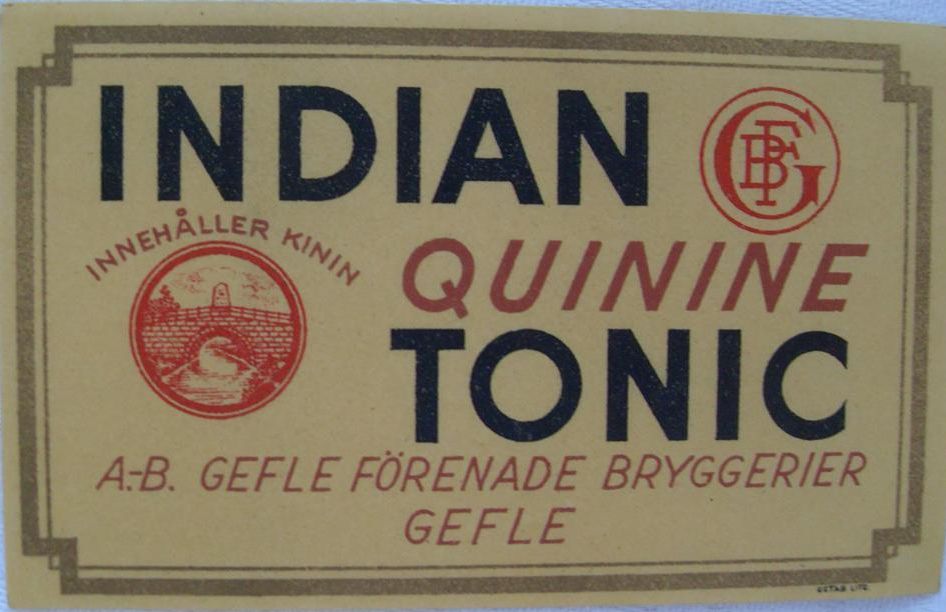 INDIAN
GFB
INNEHÅLLER KININ
QUININE
TONIC
A.-B. GEFLE FÖRENADE BRYGGERIER
GEFLE